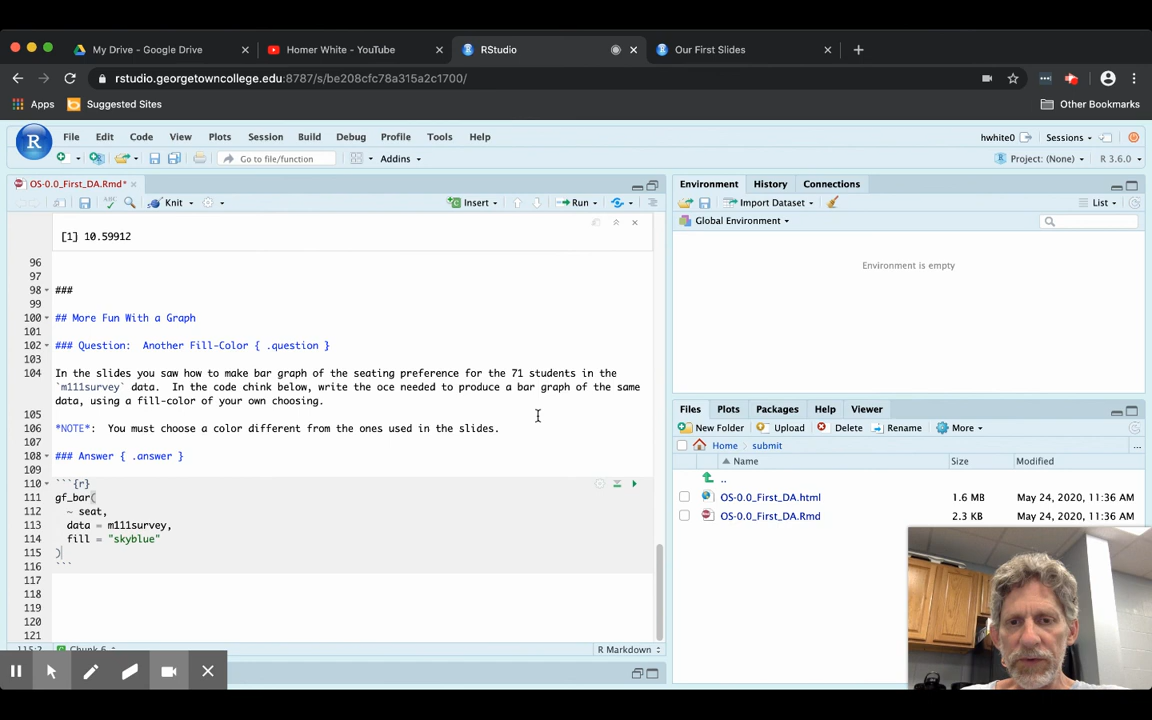 My Drive - Google Drive
Homer White - YouTube
RStudio
Our First Slides
rstudio.georgetowncollege.edu:8787/s/be208cfc78a315a2c1700/
Apps
Suggested Sites
Other Bookmarks
R
File Edit Code View Plots Session Build Debug Profile Tools Help
hwhite0
Sessions
Go to file/function
Addins
Project: (None)
R 3.6.0
OS-0.0_First_DA.Rmd*
Knit
Insert
Run
[1] 10.59912
96
97
98 ###
99
100 ## More Fun With a Graph
101
102 ### Question: Another Fill-Color { .question }
103
104 In the slides you saw how to make bar graph of the seating preference for the 71 students in the
`m111survey` data. In the code chink below, write the oce needed to produce a bar graph of the same
data, using a fill-color of your own choosing.
105
106 *NOTE*: You must choose a color different from the ones used in the slides.
107
108 ### Answer { .answer }
109
110 ```{r}
111 gf_bar(
112 ~ seat,
113 data = m111survey,
114 fill = "skyblue"
115 )
116 ```
117
118
119
120
121
115:2
Chunk 6
R Markdown
Environment History Connections
Import Dataset
List
Global Environment
Environment is empty
Files Plots Packages Help Viewer
New Folder Upload Delete Rename More
Home submit
Name Size Modified
..
OS-0.0_First_DA.html 1.6 MB May 24, 2020, 11:36 AM
OS-0.0_First_DA.Rmd 2.3 KB May 24, 2020, 11:36 AM